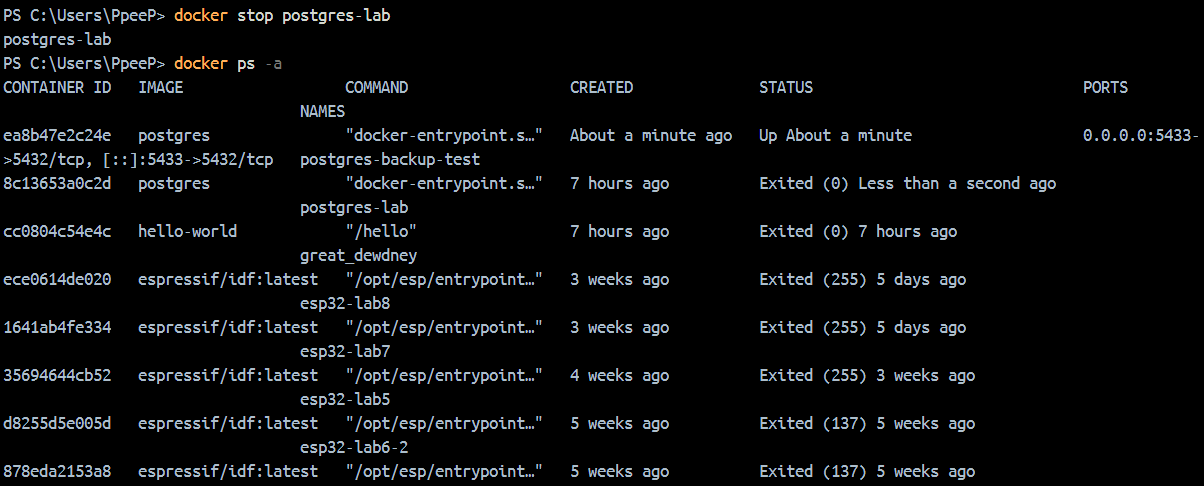 PS C:\Users\PpeeP> docker stop postgres-lab
postgres-lab
PS C:\Users\PpeeP> docker ps -a
CONTAINER ID   IMAGE                  COMMAND                  CREATED              STATUS                              PORTS
                                 NAMES
ea8b47e2c24e   postgres               "docker-entrypoint.s…"   About a minute ago   Up About a minute                   0.0.0.0:5433-
>5432/tcp, [::]:5433->5432/tcp   postgres-backup-test
8c13653a0c2d   postgres               "docker-entrypoint.s…"   7 hours ago          Exited (0) Less than a second ago
                                 postgres-lab
cc0804c54e4c   hello-world            "/hello"                 7 hours ago          Exited (0) 7 hours ago
                                 great_dewdney
ece0614de020   espressif/idf:latest   "/opt/esp/entrypoint…"   3 weeks ago          Exited (255) 5 days ago
                                 esp32-lab8
1641ab4fe334   espressif/idf:latest   "/opt/esp/entrypoint…"   3 weeks ago          Exited (255) 5 days ago
                                 esp32-lab7
35694644cb52   espressif/idf:latest   "/opt/esp/entrypoint…"   4 weeks ago          Exited (255) 3 weeks ago
                                 esp32-lab5
d8255d5e005d   espressif/idf:latest   "/opt/esp/entrypoint…"   5 weeks ago          Exited (137) 5 weeks ago
                                 esp32-lab6-2
878eda2153a8   espressif/idf:latest   "/opt/esp/entrypoint…"   5 weeks ago          Exited (137) 5 weeks ago